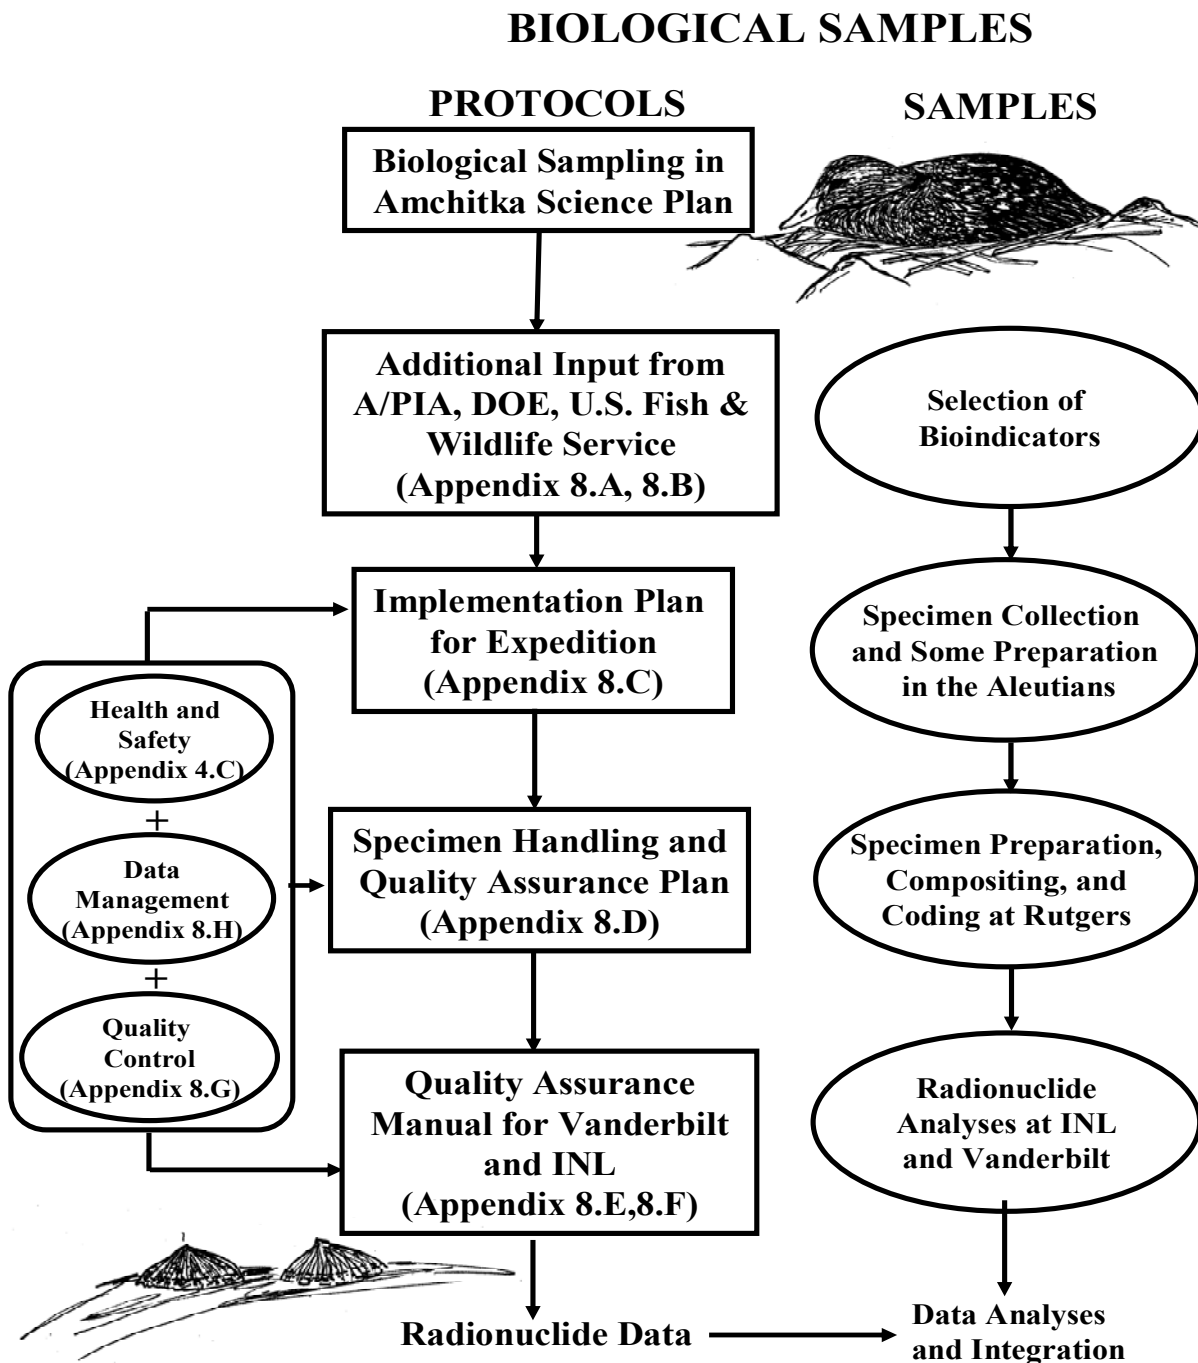 BIOLOGICAL SAMPLES
PROTOCOLS
Biological Sampling in
Amchitka Science Plan
Additional Input from
A/PIA, DOE, U.S. Fish &
Wildlife Service
(Appendix 8.A, 8.B)
Implementation Plan
for Expedition
(Appendix 8.C)
Health and
Safety
(Appendix 4.C)
+
Data
Management
(Appendix 8.H)
+
Quality
Control
(Appendix 8.G)
Specimen Handling and
Quality Assurance Plan
(Appendix 8.D)
Quality Assurance
Manual for Vanderbilt
and INL
(Appendix 8.E,8.F)
Radionuclide Data
SAMPLES
Selection of
Bioindicators
Specimen Collection
and Some Preparation
in the Aleutians
Specimen Preparation,
Compositing, and
Coding at Rutgers
Radionuclide
Analyses at INL
and Vanderbilt
Data Analyses
and Integration